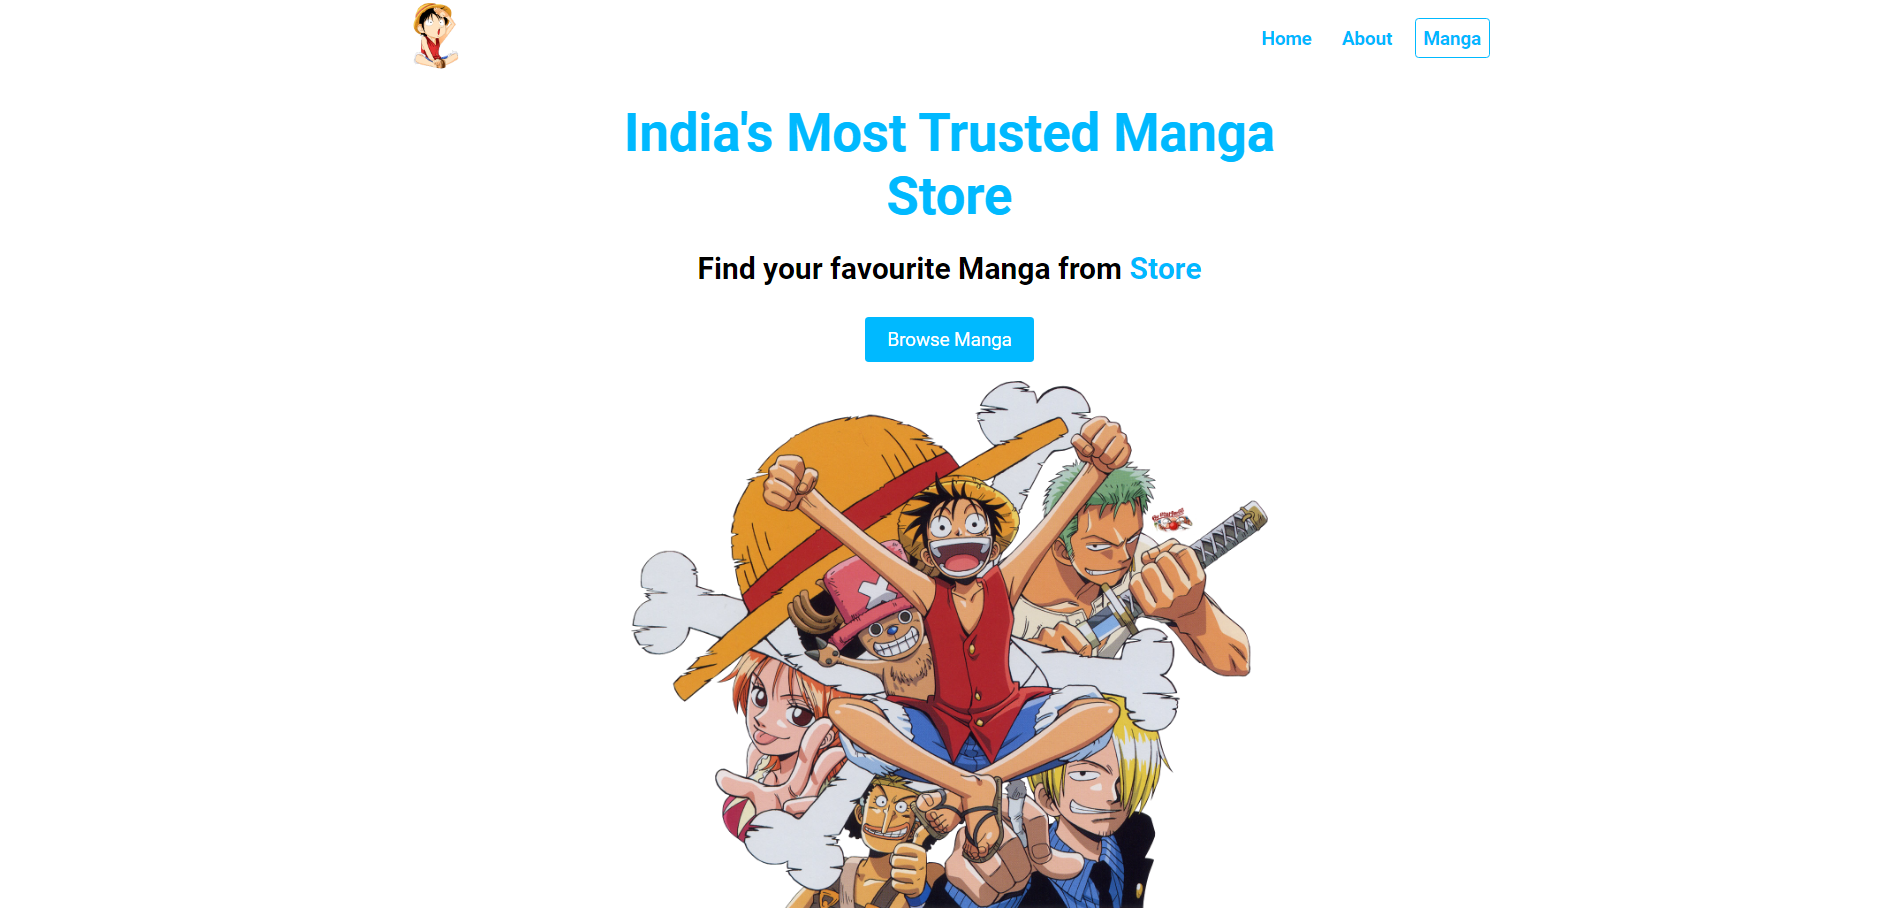 Home About Manga
India's Most Trusted Manga
Store
Find your favourite Manga from Store
Browse Manga